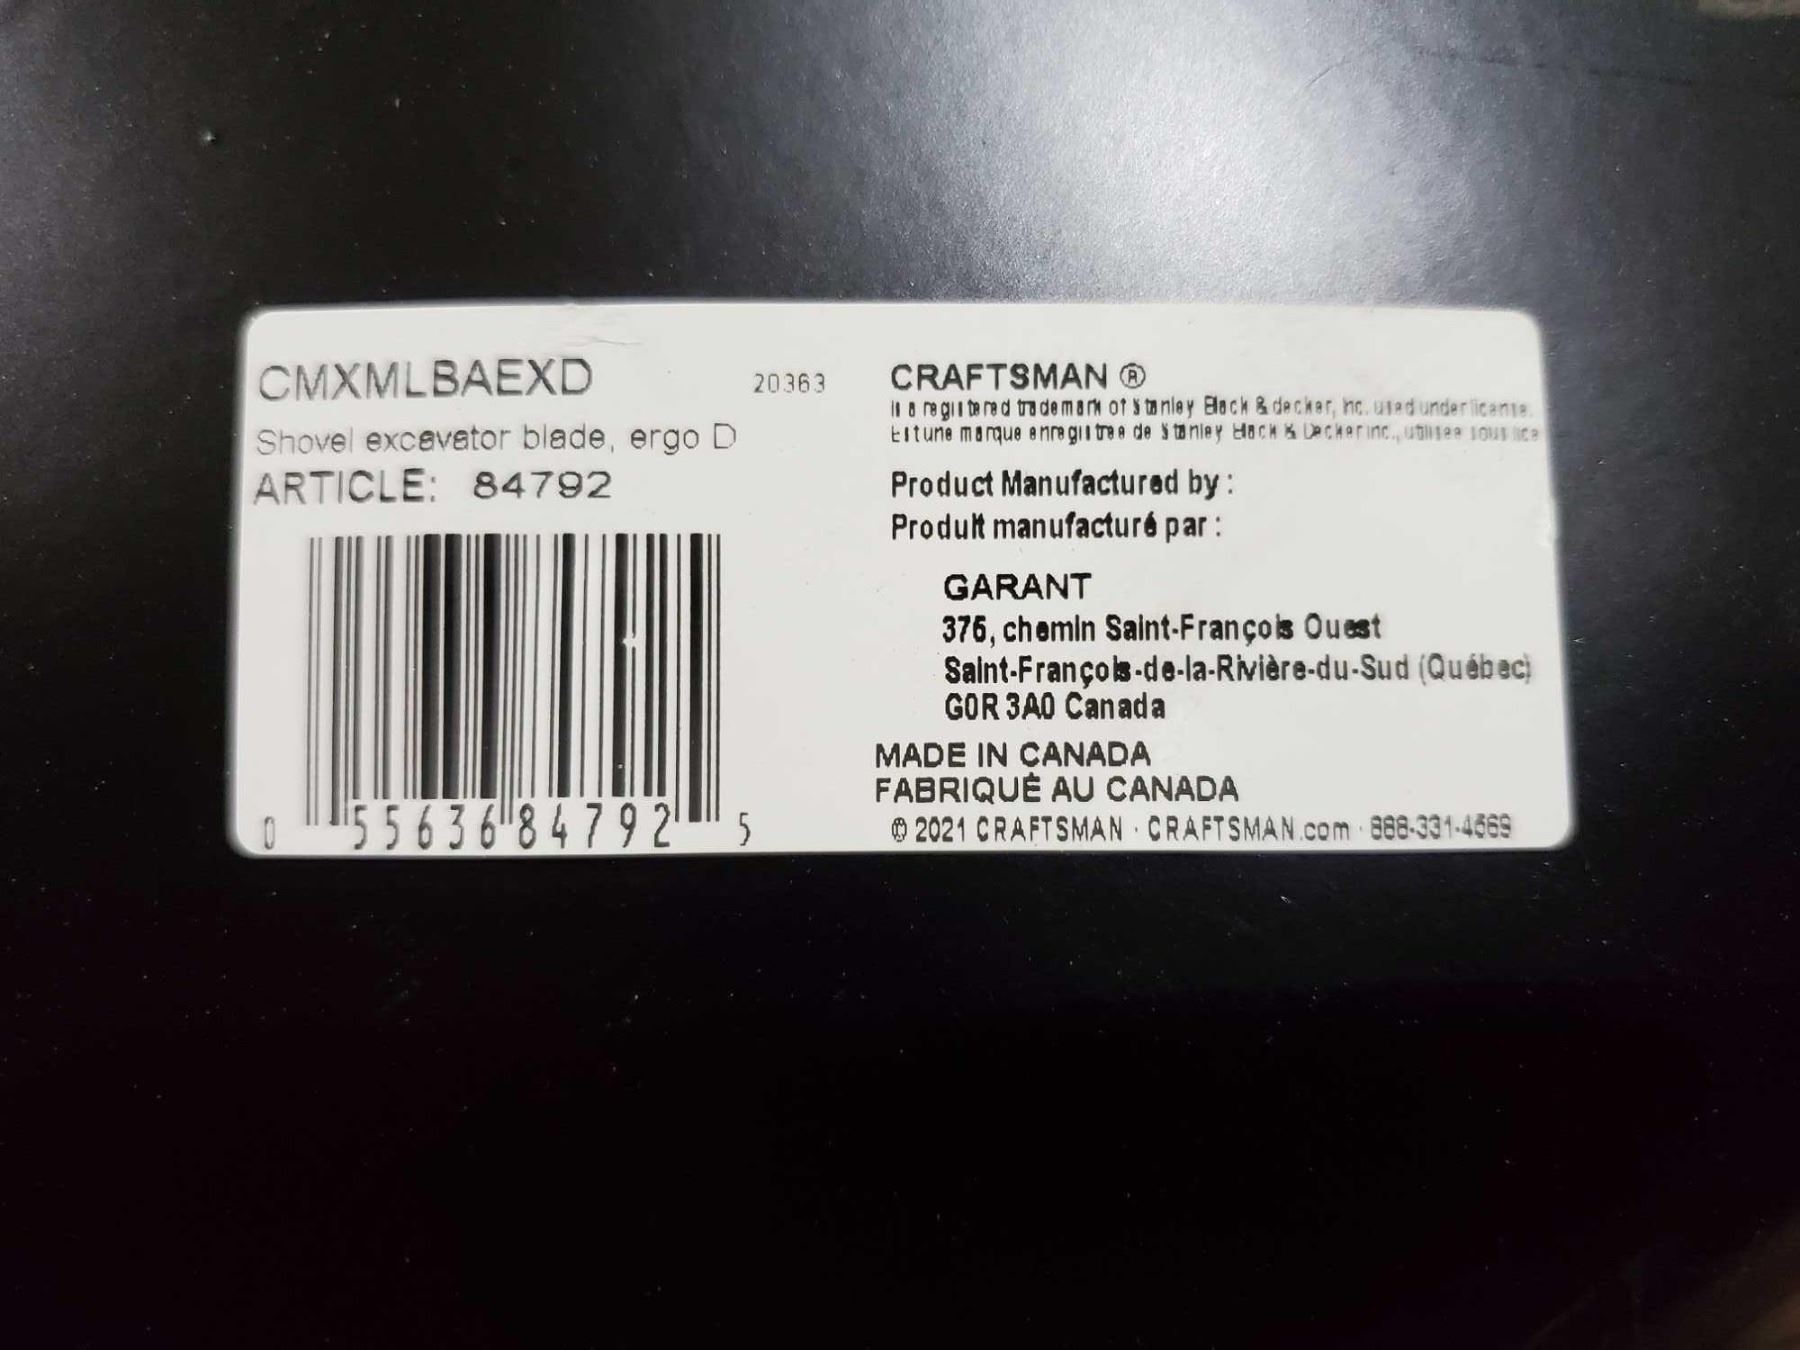 CMXMLBAEXD
20363
Shovel excavator blade, ergo D
ARTICLE: 84792
0 55636 84792 5
CRAFTSMAN ®
is a registered trademark of Stanley Black & decker, Inc. used under license.
Est une marque enregistree de Stanley Black & Decker inc., utilisee sous lice
Product Manufactured by :
Produit manufacturé par :
GARANT
375, chemin Saint-François Ouest
Saint-François-de-la-Rivière-du-Sud (Québec)
G0R 3A0 Canada
MADE IN CANADA
FABRIQUÉ AU CANADA
© 2021 CRAFTSMAN · CRAFTSMAN.com · 888-331-4569